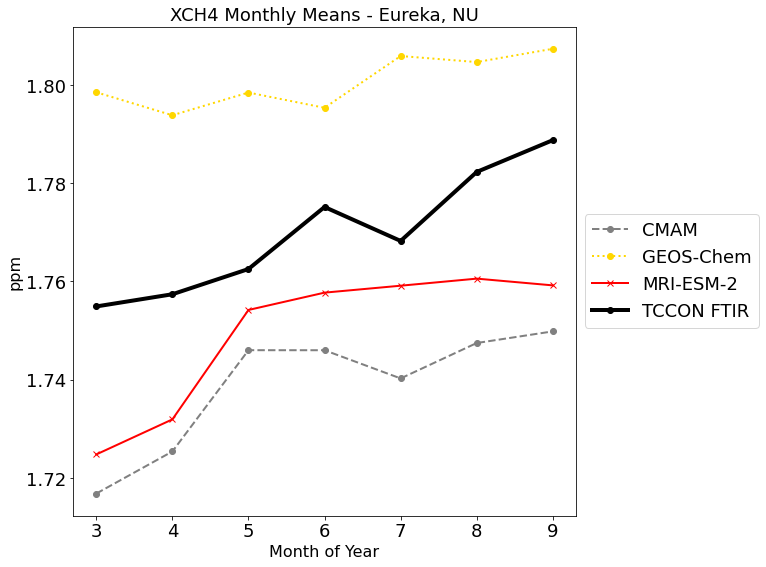 XCH4 Monthly Means - Eureka, NU
1.80
1.78
1.76
1.74
1.72
ppm
3 4 5 6 7 8 9
Month of Year
CMAM
GEOS-Chem
MRI-ESM-2
TCCON FTIR